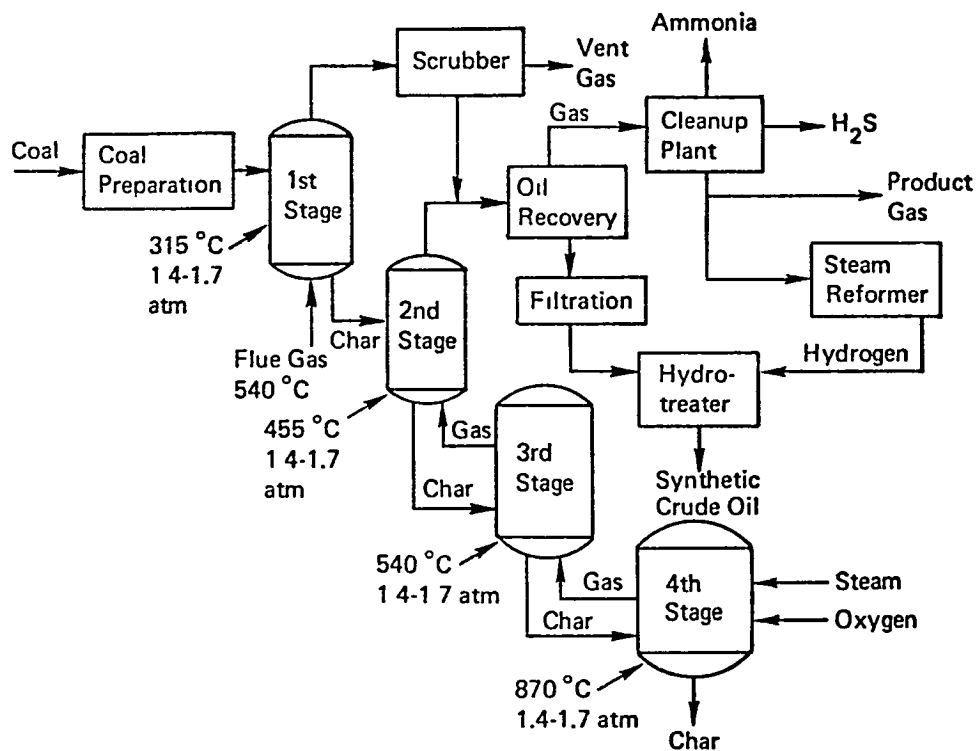 Ammonia
Scrubber
Vent
Gas
Gas
Cleanup
Plant
H2S
Coal
Coal
Preparation
1st
Stage
Oil
Recovery
Product
Gas
315 °C
1 4-1.7
atm
Char
2nd
Stage
Filtration
Steam
Reformer
Flue Gas
540 °C
Hydrogen
Hydro-
treater
455 °C
1 4-1.7
atm
Gas
Char
3rd
Stage
Synthetic
Crude Oil
540 °C
1 4-1 7 atm
Gas
Char
4th
Stage
Steam
Oxygen
870 °C
1.4-1.7 atm
Char